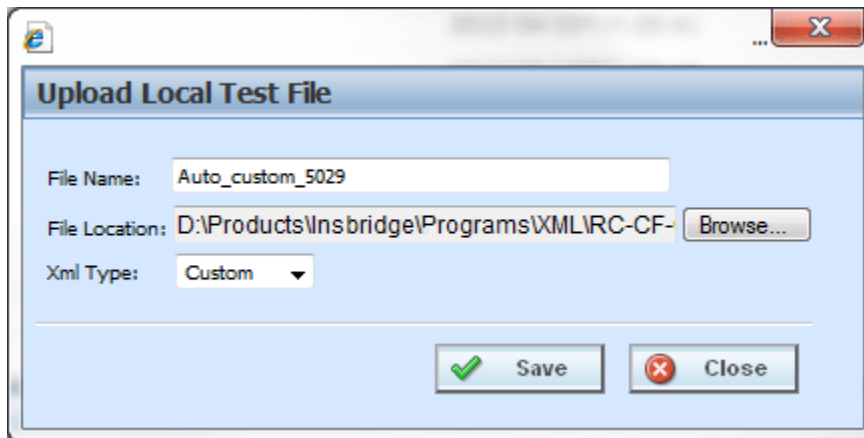 ...
Upload Local Test File
File Name: Auto_custom_5029
File Location: D:\Products\Insbridge\Programs\XML\RC-CF- Browse...
Xml Type: Custom
Save Close